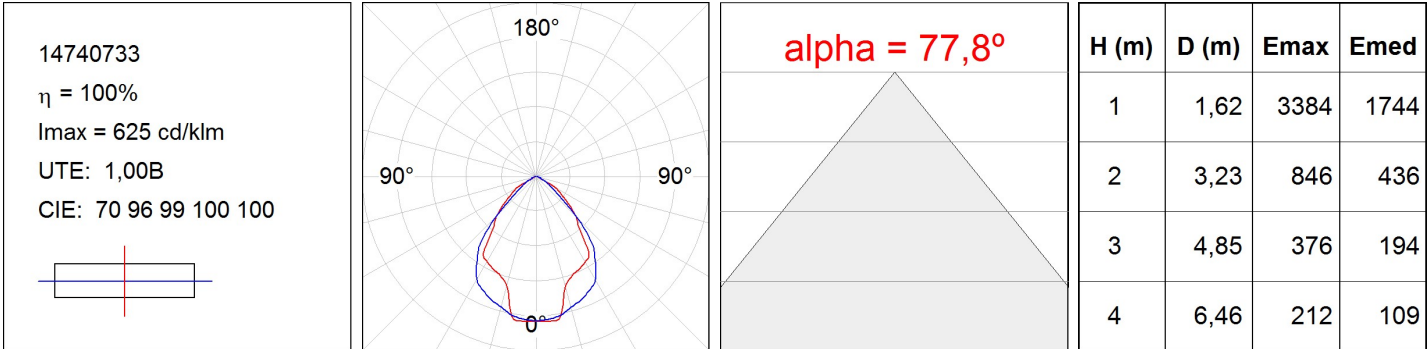 14740733
η = 100%
Imax = 625 cd/klm
UTE: 1,00B
CIE: 70 96 99 100 100
180°
90° 90°
0°
alpha = 77,8º
H (m) D (m) Emax Emed
1 1,62 3384 1744
2 3,23 846 436
3 4,85 376 194
4 6,46 212 109